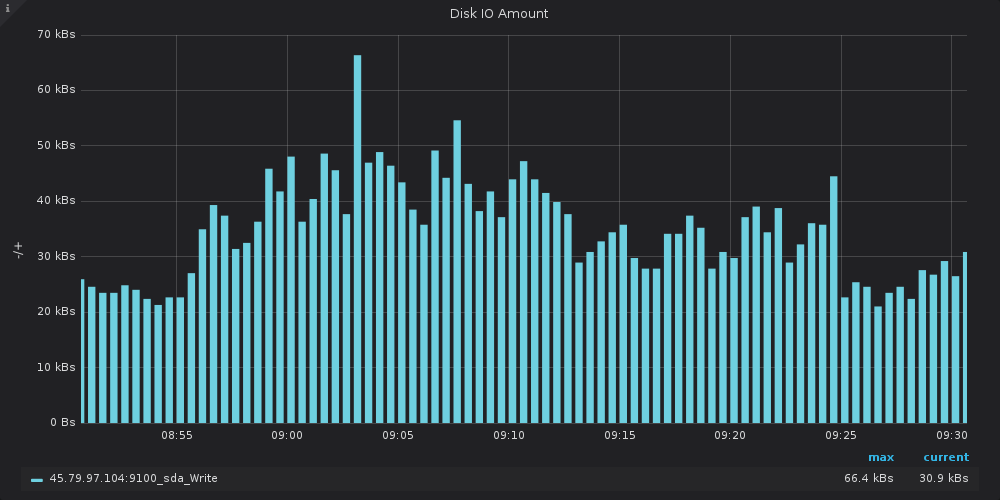 i
Disk IO Amount
70 kBs
60 kBs
50 kBs
40 kBs
30 kBs
20 kBs
10 kBs
0 Bs
-/+
08:55 09:00 09:05 09:10 09:15 09:20 09:25 09:30
max current
45.79.97.104:9100_sda_Write 66.4 kBs 30.9 kBs